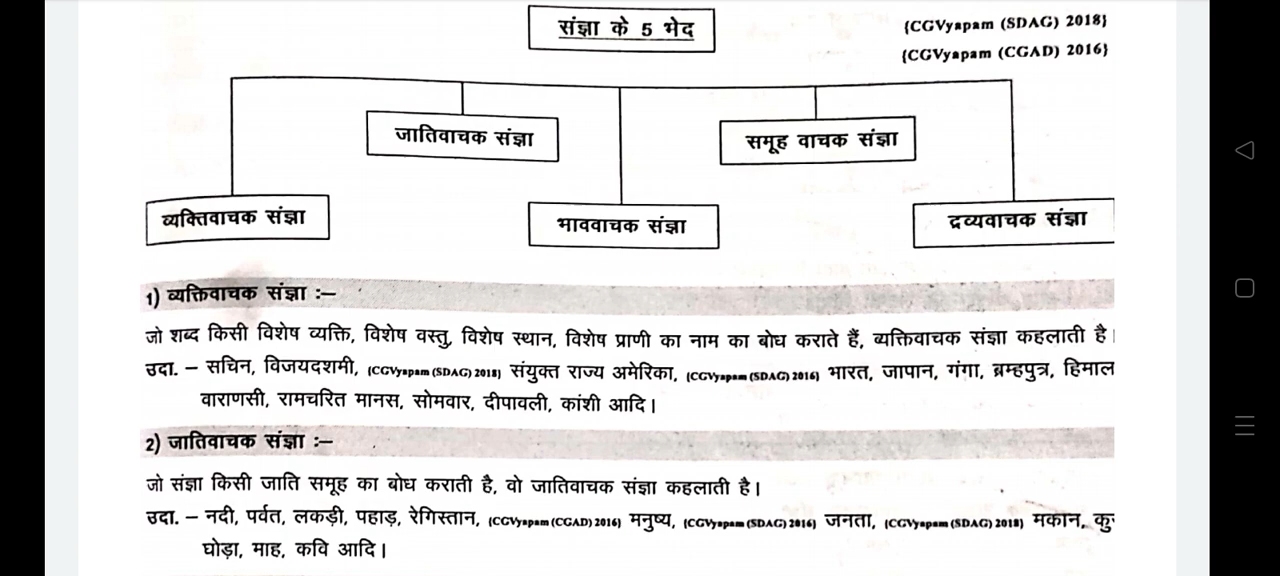 संज्ञा के 5 भेद
{CGVyapam (SDAG) 2018}
{CGVyapam (CGAD) 2016}
जातिवाचक संज्ञा
समूह वाचक संज्ञा
व्यक्तिवाचक संज्ञा
भाववाचक संज्ञा
द्रव्यवाचक संज्ञा
1) व्यक्तिवाचक संज्ञा :–
जो शब्द किसी विशेष व्यक्ति, विशेष वस्तु, विशेष स्थान, विशेष प्राणी का नाम का बोध कराते हैं, व्यक्तिवाचक संज्ञा कहलाती है।
उदा. – सचिन, विजयदशमी, {CGVyapam (SDAG) 2018} संयुक्त राज्य अमेरिका, {CGVyapam (SDAG) 2016} भारत, जापान, गंगा, ब्रम्हपुत्र, हिमाल
वाराणसी, रामचरित मानस, सोमवार, दीपावली, कांशी आदि।
2) जातिवाचक संज्ञा :–
जो संज्ञा किसी जाति समूह का बोध कराती है, वो जातिवाचक संज्ञा कहलाती है।
उदा. – नदी, पर्वत, लकड़ी, पहाड़, रेगिस्तान, {CGVyapam (CGAD) 2016} मनुष्य, {CGVyapam (SDAG) 2016} जनता, {CGVyapam (SDAG) 2018} मकान,
घोड़ा, माह, कवि आदि।